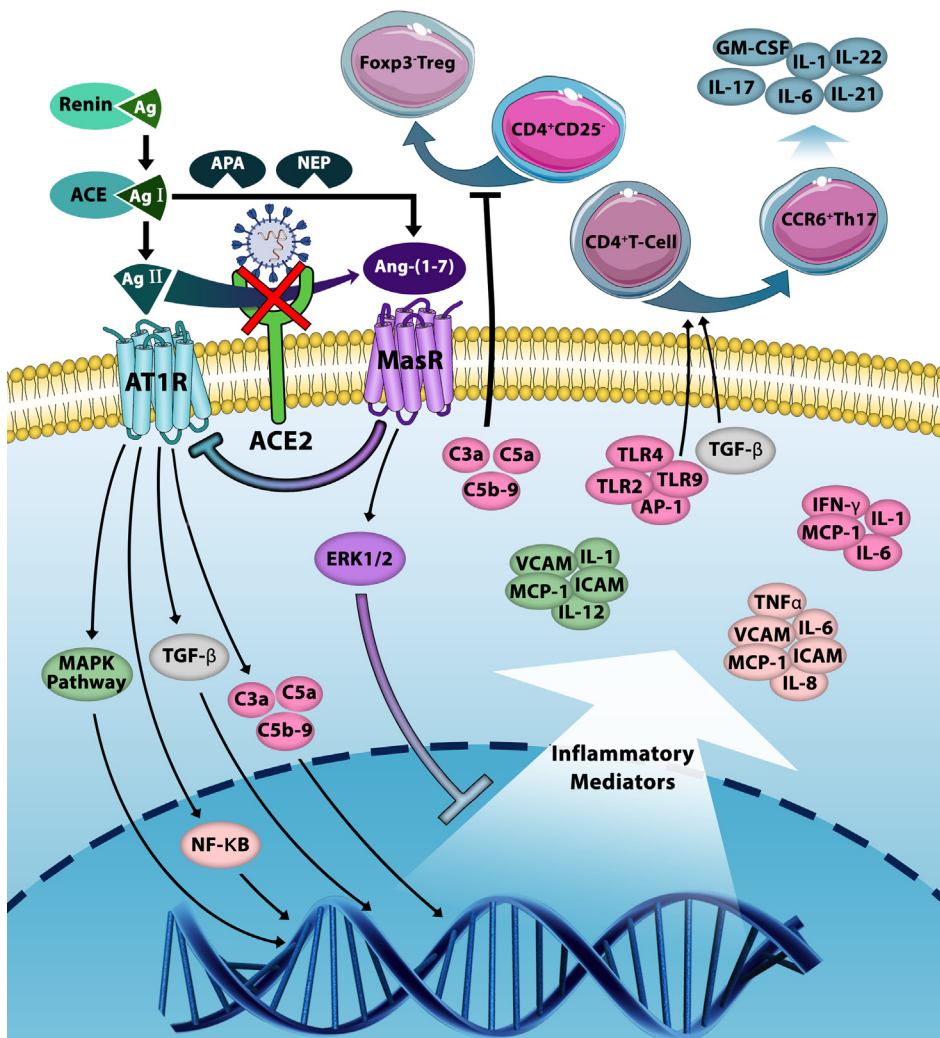 Foxp3⁻Treg
CD4⁺CD25⁻
GM-CSF
IL-1
IL-22
IL-17
IL-6
IL-21
Renin
Ag
APA
NEP
ACE
Ag I
CD4⁺T-Cell
CCR6⁺Th17
Ag II
Ang-(1-7)
AT1R
MasR
ACE2
C3a
C5a
C5b-9
TLR4
TLR2
TLR9
AP-1
TGF-β
IFN-γ
MCP-1
IL-1
IL-6
ERK1/2
VCAM
IL-1
MCP-1
ICAM
IL-12
TNFα
VCAM
IL-6
MCP-1
ICAM
IL-8
MAPK
Pathway
TGF-β
C3a
C5a
C5b-9
Inflammatory
Mediators
NF-KB